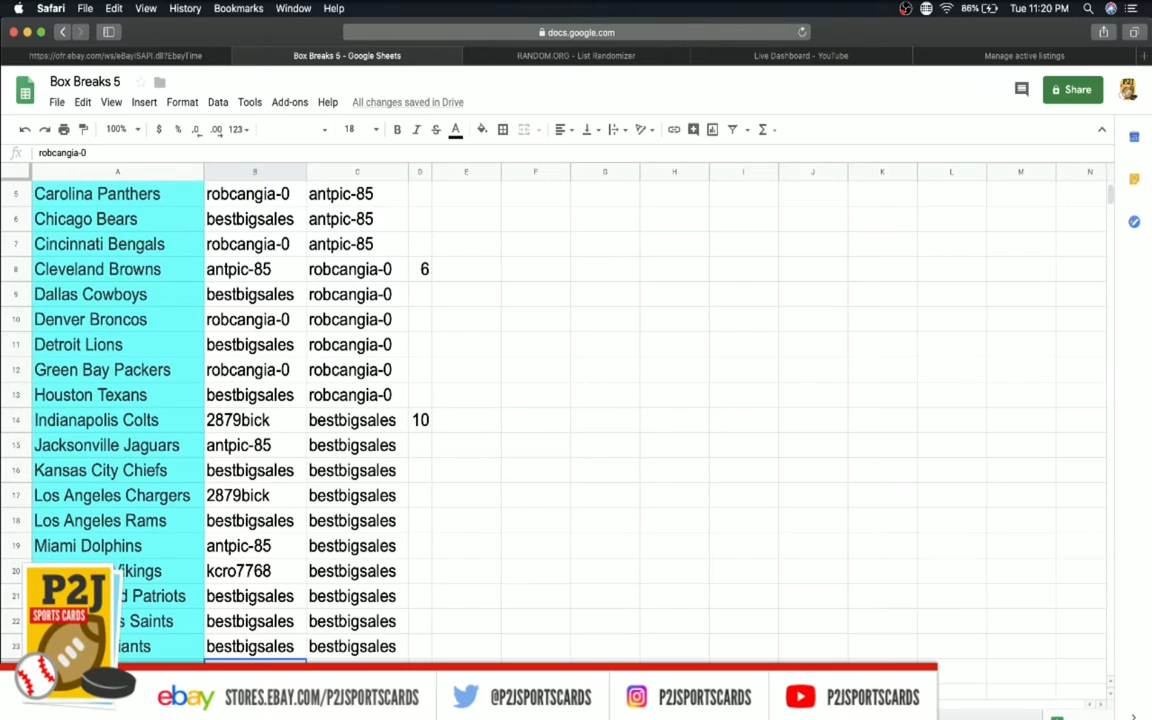 Safari File Edit View History Bookmarks Window Help 86% Tue 11:20 PM
docs.google.com
https://ofr.ebay.com/ws/eBayISAPI.dll?EbayTime Box Breaks 5 - Google Sheets RANDOM.ORG - List Randomizer Live Dashboard - YouTube Manage active listings
Box Breaks 5
File Edit View Insert Format Data Tools Add-ons Help All changes saved in Drive Share
100% $ % .0 .00 123 18 B I S A
fx robcangia-0
A B C D E F G H I J K L M N
5 Carolina Panthers robcangia-0 antpic-85
6 Chicago Bears bestbigsales antpic-85
7 Cincinnati Bengals robcangia-0 antpic-85
8 Cleveland Browns antpic-85 robcangia-0 6
9 Dallas Cowboys bestbigsales robcangia-0
10 Denver Broncos robcangia-0 robcangia-0
11 Detroit Lions bestbigsales robcangia-0
12 Green Bay Packers robcangia-0 robcangia-0
13 Houston Texans bestbigsales robcangia-0
14 Indianapolis Colts 2879bick bestbigsales 10
15 Jacksonville Jaguars antpic-85 bestbigsales
16 Kansas City Chiefs bestbigsales bestbigsales
17 Los Angeles Chargers 2879bick bestbigsales
18 Los Angeles Rams bestbigsales bestbigsales
19 Miami Dolphins antpic-85 bestbigsales
20 Vikings kcro7768 bestbigsales
21 d Patriots bestbigsales bestbigsales
22 s Saints bestbigsales bestbigsales
23 iants bestbigsales bestbigsales
P2J
SPORTS CARDS
ebay STORES.EBAY.COM/P2JSPORTSCARDS @P2JSPORTSCARDS P2JSPORTSCARDS P2JSPORTSCARDS